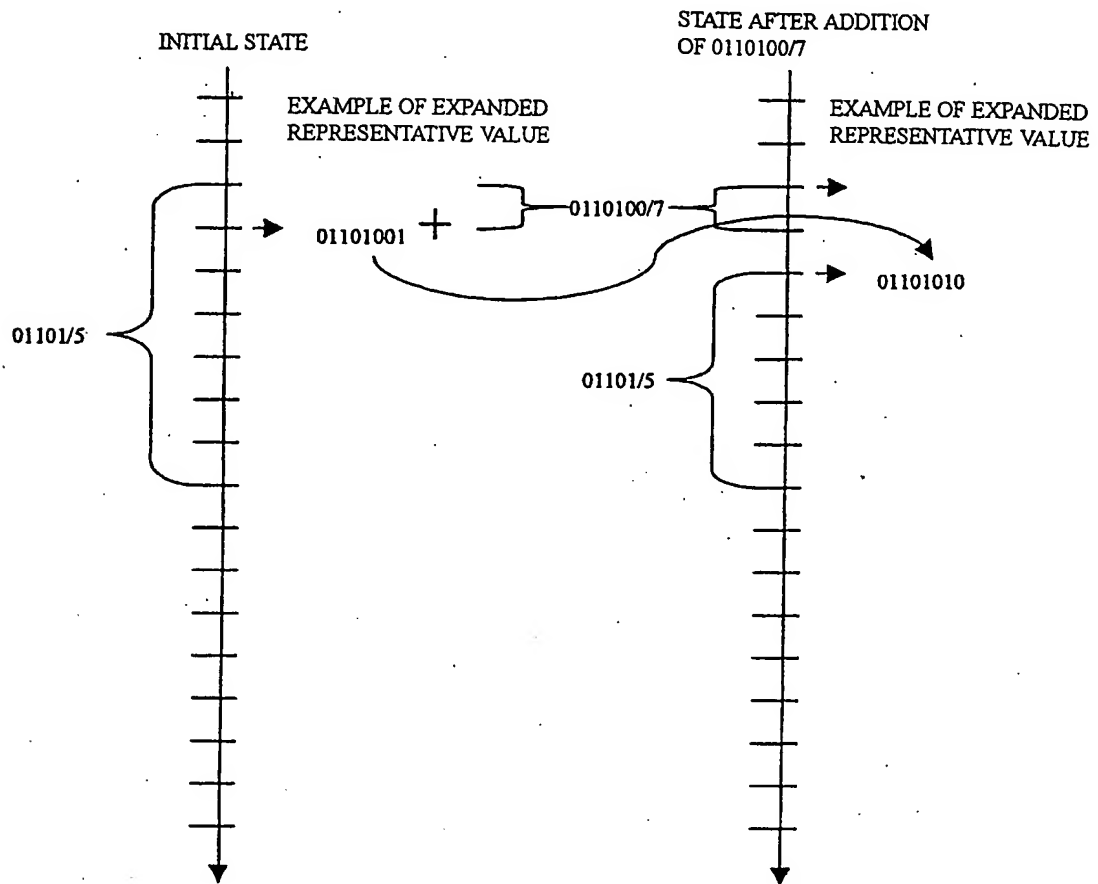 INITIAL STATE
EXAMPLE OF EXPANDED
REPRESENTATIVE VALUE
01101001
+
0110100/7
01101/5
STATE AFTER ADDITION
OF 0110100/7
EXAMPLE OF EXPANDED
REPRESENTATIVE VALUE
01101010
01101/5